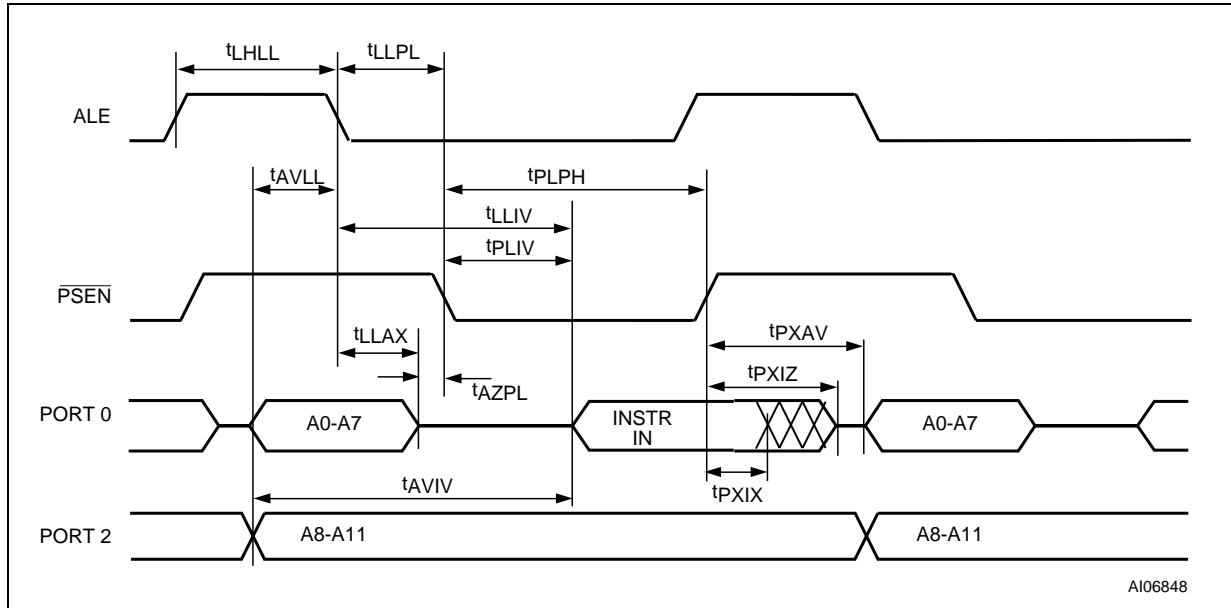 tLHLL tLLPL
ALE
tAVLL tPLPH
tLLIV
tPLIV
PSEN
tLLAX tPXAV
tPXIZ
tAZPL
PORT 0 A0-A7 INSTR IN A0-A7
tPXIX
tAVIV
PORT 2 A8-A11 A8-A11
AI06848